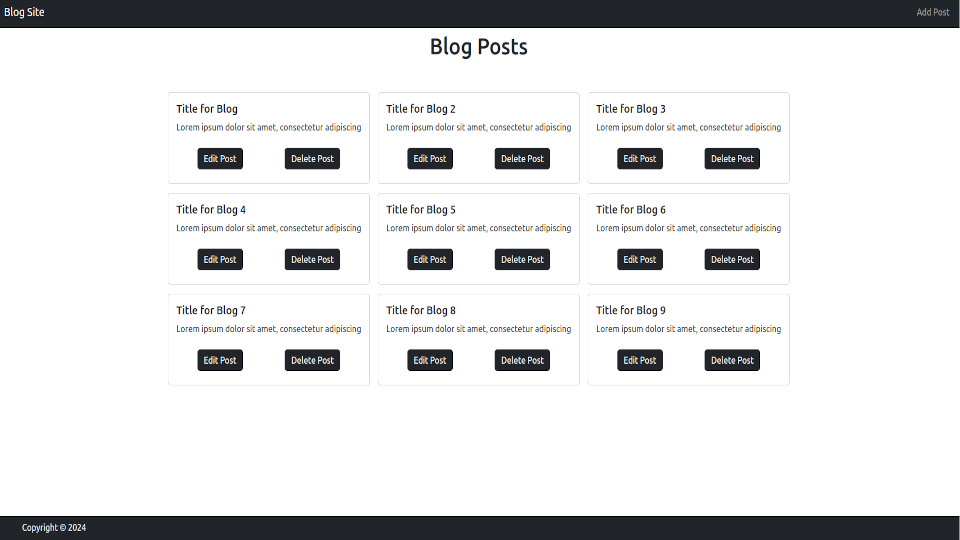 Blog Site
Add Post
Blog Posts
Title for Blog
Lorem ipsum dolor sit amet, consectetur adipiscing
Edit Post
Delete Post
Title for Blog 2
Lorem ipsum dolor sit amet, consectetur adipiscing
Edit Post
Delete Post
Title for Blog 3
Lorem ipsum dolor sit amet, consectetur adipiscing
Edit Post
Delete Post
Title for Blog 4
Lorem ipsum dolor sit amet, consectetur adipiscing
Edit Post
Delete Post
Title for Blog 5
Lorem ipsum dolor sit amet, consectetur adipiscing
Edit Post
Delete Post
Title for Blog 6
Lorem ipsum dolor sit amet, consectetur adipiscing
Edit Post
Delete Post
Title for Blog 7
Lorem ipsum dolor sit amet, consectetur adipiscing
Edit Post
Delete Post
Title for Blog 8
Lorem ipsum dolor sit amet, consectetur adipiscing
Edit Post
Delete Post
Title for Blog 9
Lorem ipsum dolor sit amet, consectetur adipiscing
Edit Post
Delete Post
Copyright © 2024